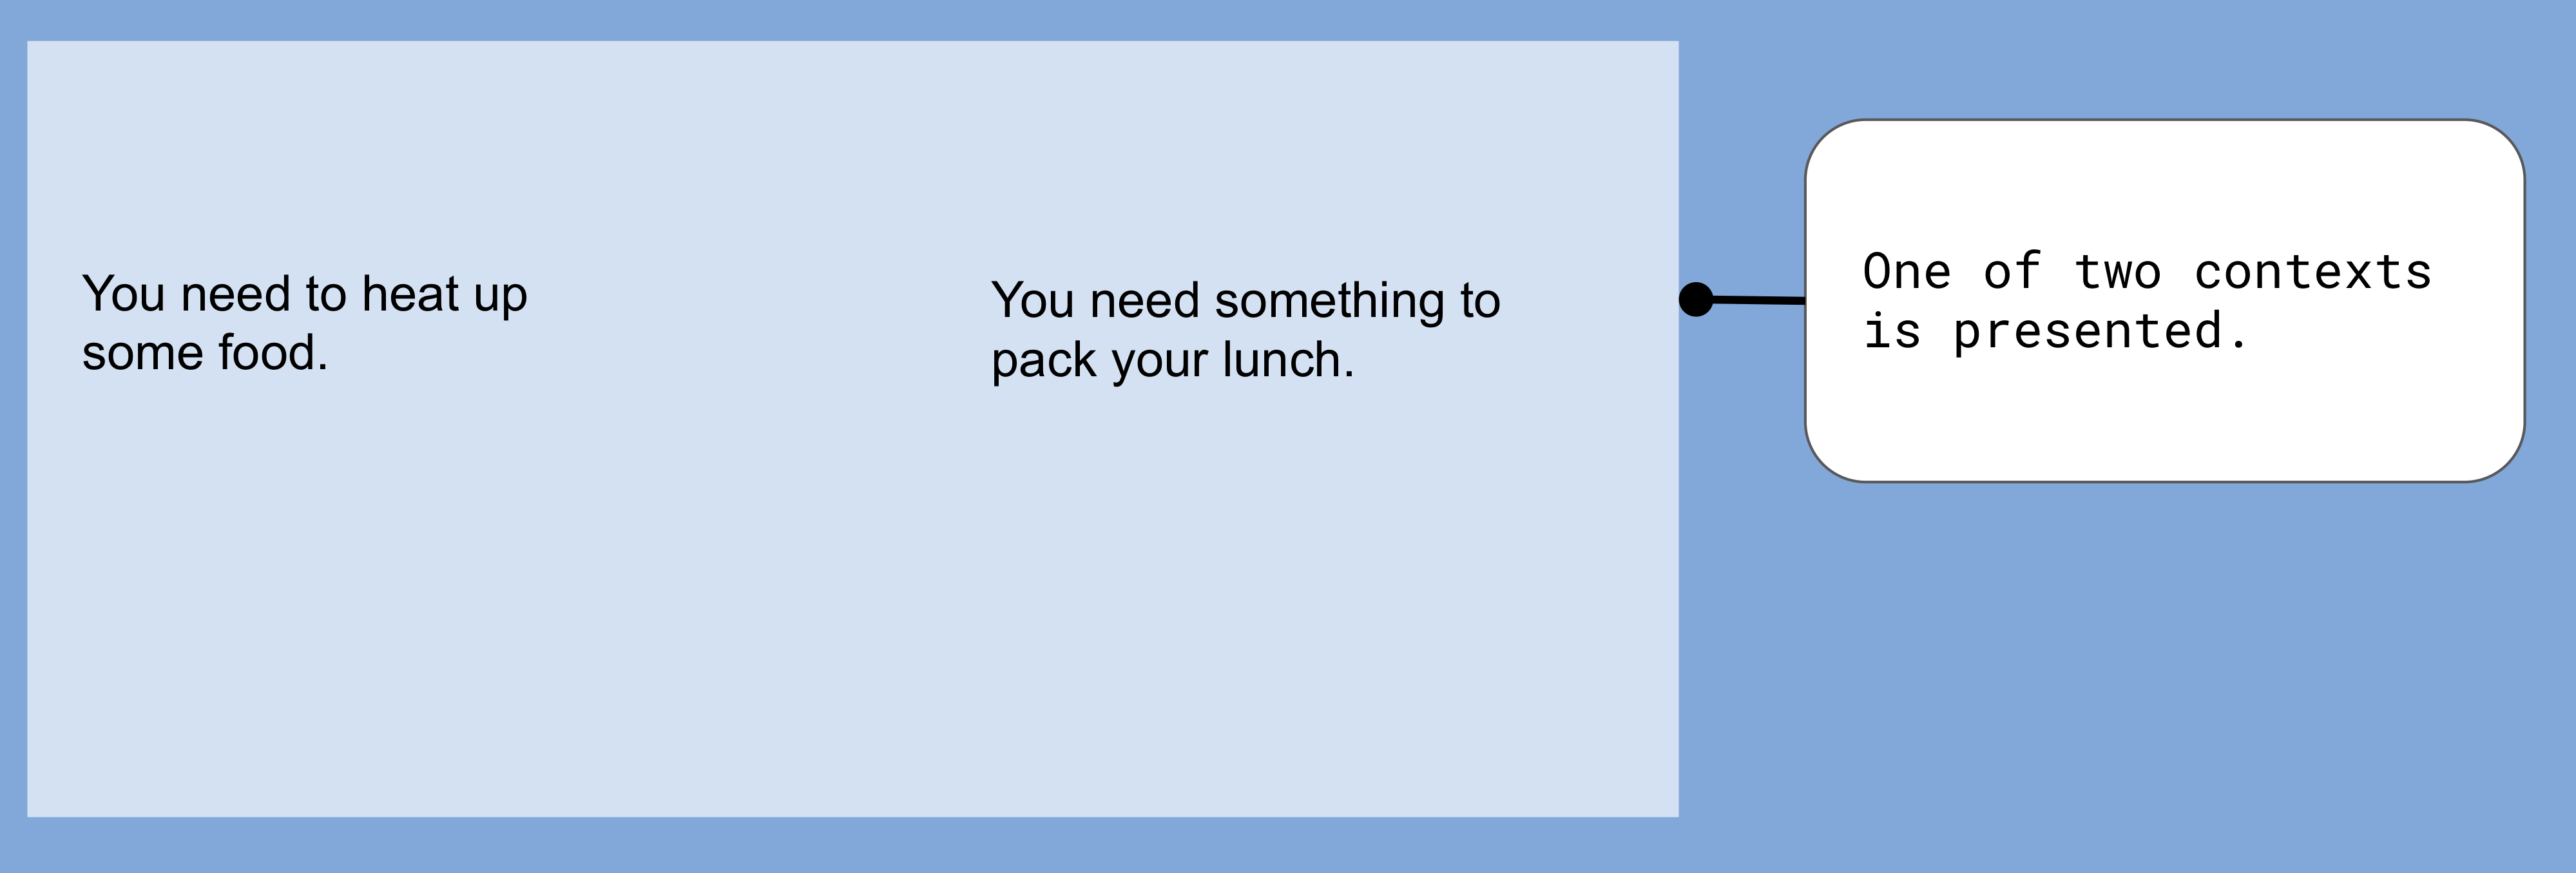 You need to heat up
some food.
You need something to
pack your lunch.
One of two contexts
is presented.